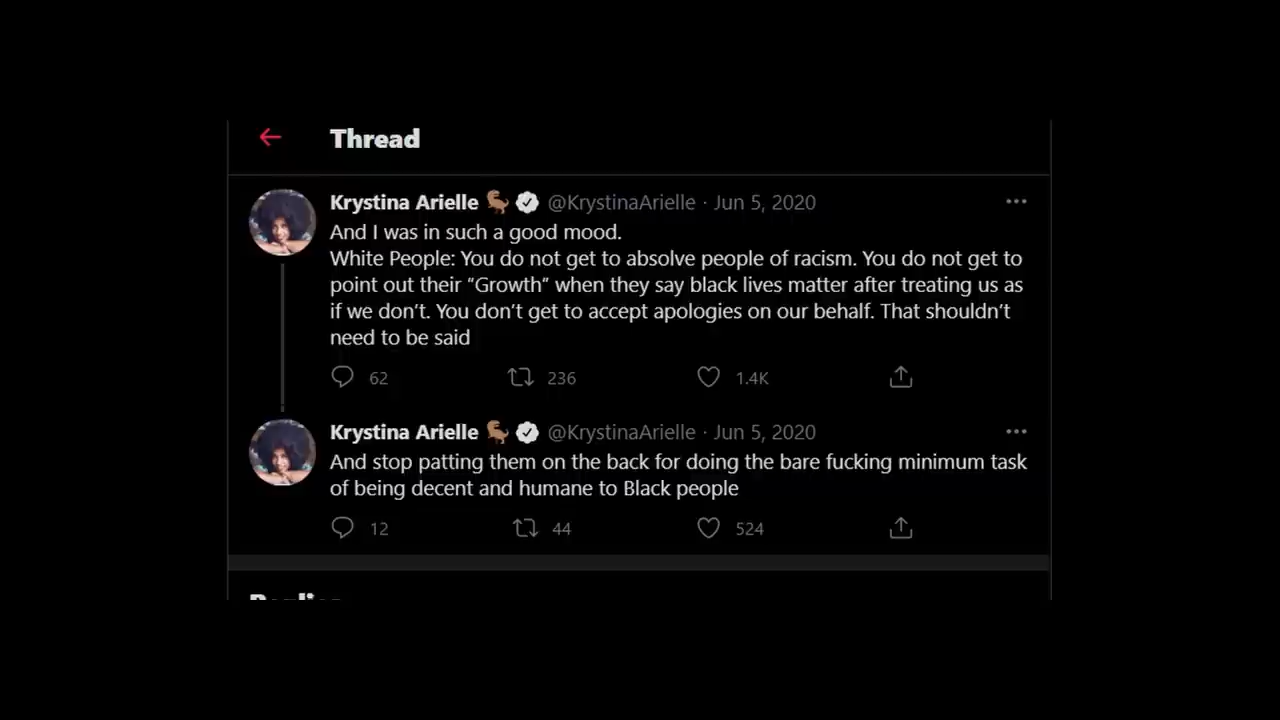 Thread
Krystina Arielle @KrystinaArielle · Jun 5, 2020
And I was in such a good mood.
White People: You do not get to absolve people of racism. You do not get to
point out their “Growth” when they say black lives matter after treating us as
if we don’t. You don’t get to accept apologies on our behalf. That shouldn’t
need to be said
62 236 1.4K
Krystina Arielle @KrystinaArielle · Jun 5, 2020
And stop patting them on the back for doing the bare fucking minimum task
of being decent and humane to Black people
12 44 524
Replies